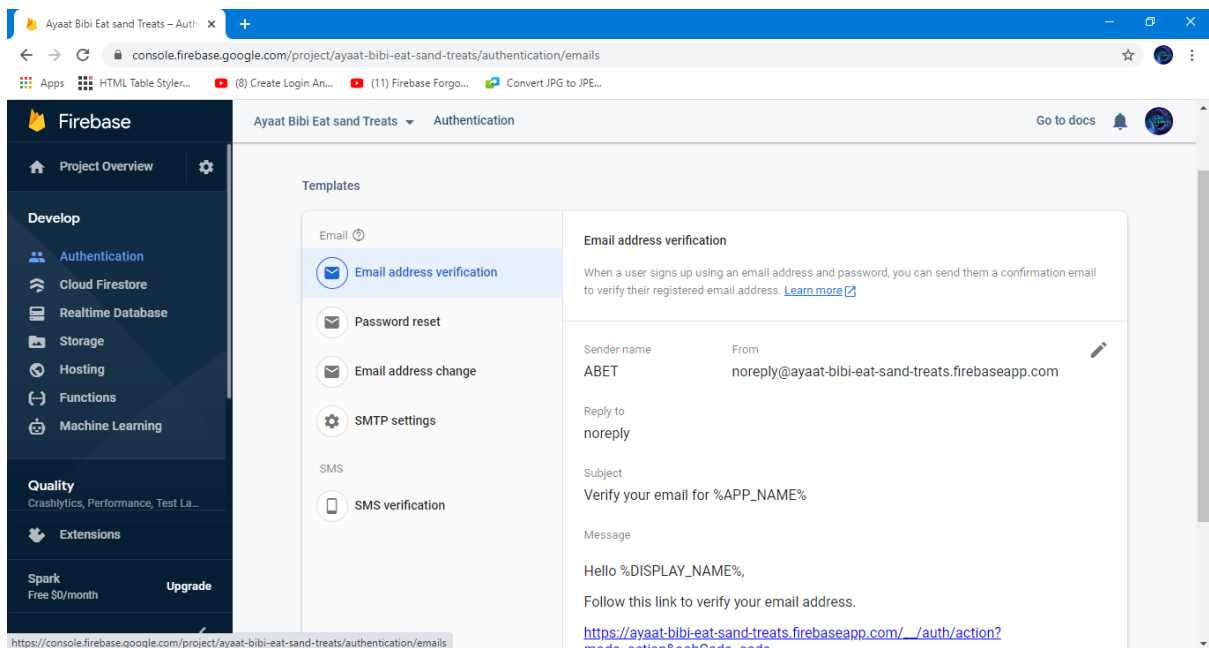 Ayaat Bibi Eat sand Treats – Auth
console.firebase.google.com/project/ayaat-bibi-eat-sand-treats/authentication/emails
Apps HTML Table Styler... (8) Create Login An... (11) Firebase Forgo... Convert JPG to JPE...
Firebase
Ayaat Bibi Eat sand Treats Authentication Go to docs
Project Overview
Develop
Authentication
Cloud Firestore
Realtime Database
Storage
Hosting
Functions
Machine Learning
Quality
Crashlytics, Performance, Test La...
Extensions
Spark
Free $0/month
Upgrade
Templates
Email
Email address verification
Password reset
Email address change
SMTP settings
SMS
SMS verification
Email address verification
When a user signs up using an email address and password, you can send them a confirmation email
to verify their registered email address. Learn more
Sender name From
ABET noreply@ayaat-bibi-eat-sand-treats.firebaseapp.com
Reply to
noreply
Subject
Verify your email for %APP_NAME%
Message
Hello %DISPLAY_NAME%,
Follow this link to verify your email address.
https://ayaat-bibi-eat-sand-treats.firebaseapp.com/__/auth/action?
https://console.firebase.google.com/project/ayaat-bibi-eat-sand-treats/authentication/emails